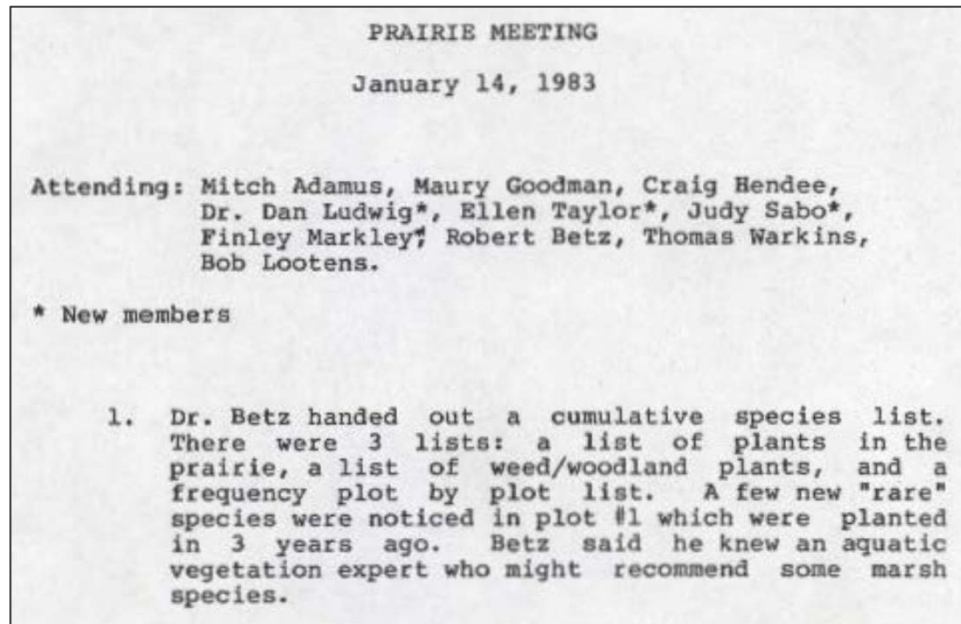 PRAIRIE MEETING
January 14, 1983
Attending: Mitch Adamus, Maury Goodman, Craig Hendee,
Dr. Dan Ludwig*, Ellen Taylor*, Judy Sabo*,
Finley Markley*, Robert Betz, Thomas Warkins,
Bob Lootens.
* New members
1. Dr. Betz handed out a cumulative species list.
There were 3 lists: a list of plants in the
prairie, a list of weed/woodland plants, and a
frequency plot by plot list. A few new "rare"
species were noticed in plot #1 which were planted
in 3 years ago. Betz said he knew an aquatic
vegetation expert who might recommend some marsh
species.